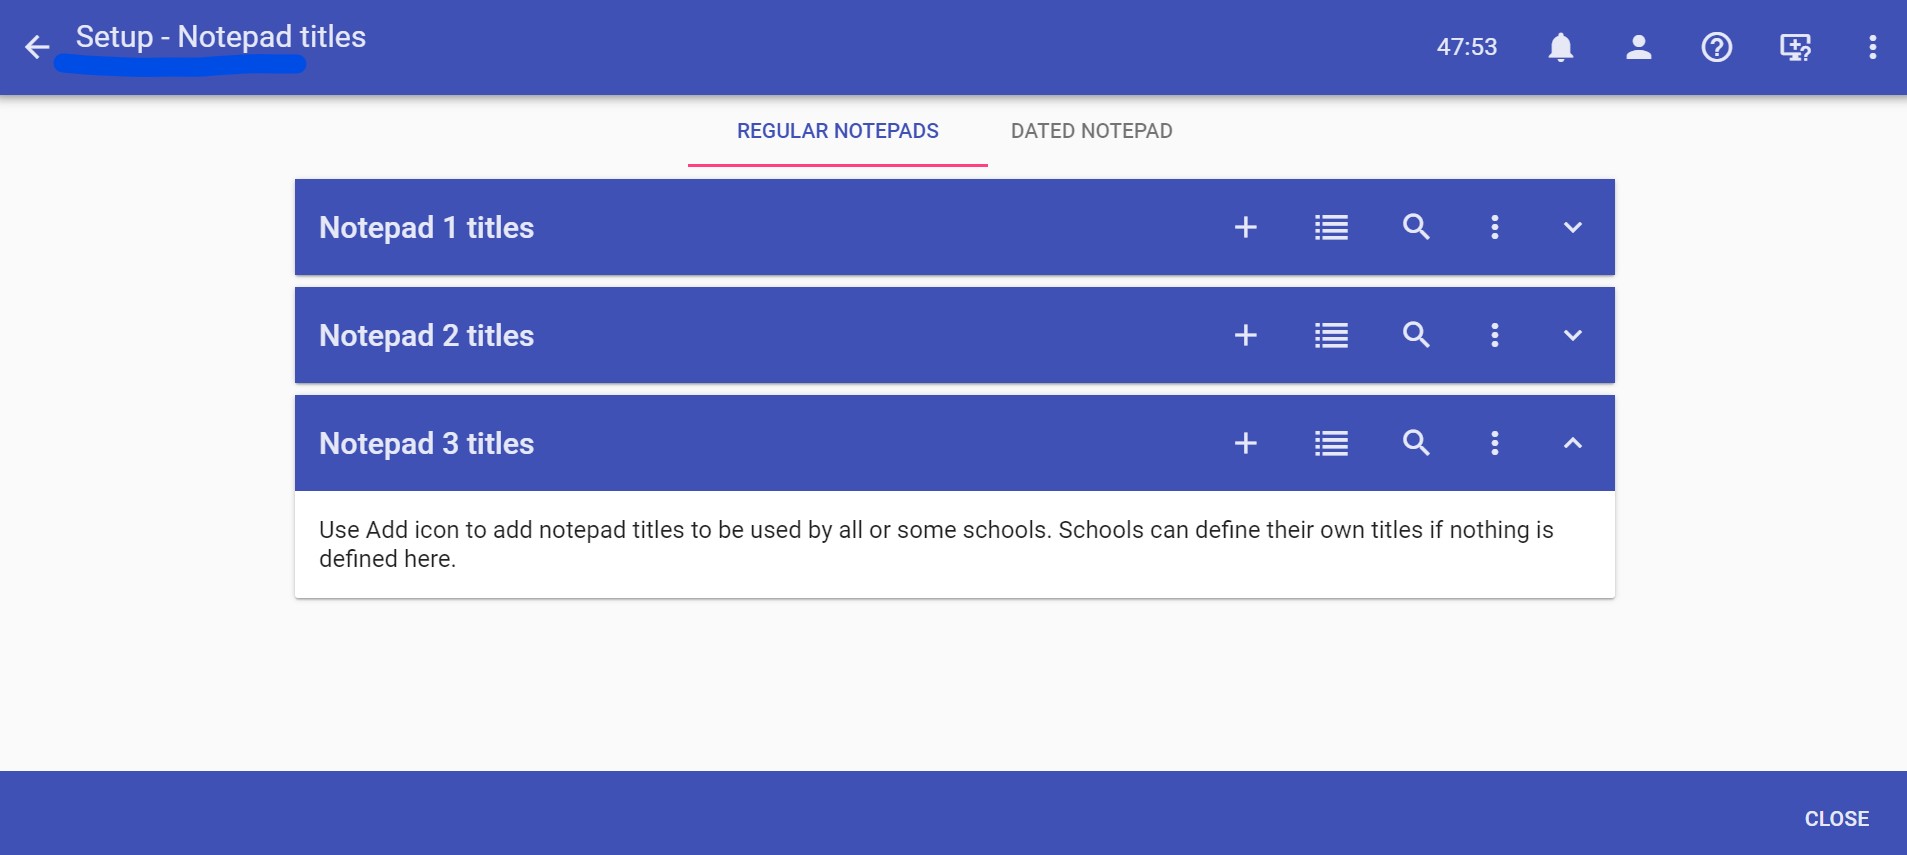 Setup - Notepad titles
47:53
REGULAR NOTEPADS
DATED NOTEPAD
Notepad 1 titles
Notepad 2 titles
Notepad 3 titles
Use Add icon to add notepad titles to be used by all or some schools. Schools can define their own titles if nothing is
defined here.
CLOSE